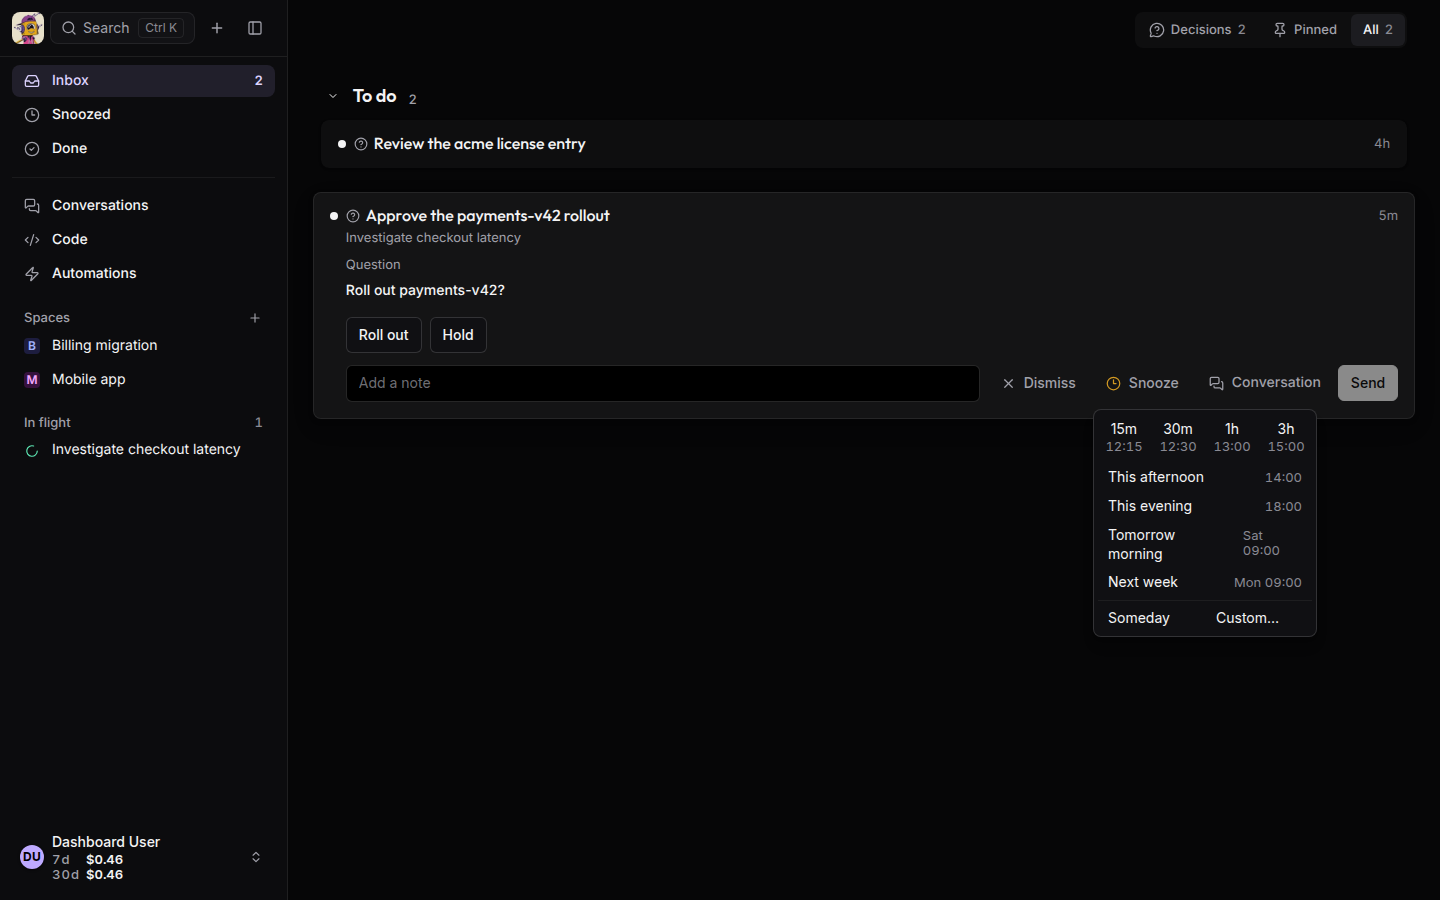 Search Ctrl K
Inbox 2
Snoozed
Done
Conversations
Code
Automations
Spaces
B Billing migration
M Mobile app
In flight 1
Investigate checkout latency
DU Dashboard User
7d $0.46
30d $0.46
Decisions 2 Pinned All 2
To do 2
Review the acme license entry 4h
Approve the payments-v42 rollout 5m
Investigate checkout latency
Question
Roll out payments-v42?
Roll out Hold
Add a note Dismiss Snooze Conversation Send
15m 30m 1h 3h
12:15 12:30 13:00 15:00
This afternoon 14:00
This evening 18:00
Tomorrow morning Sat 09:00
Next week Mon 09:00
Someday Custom...